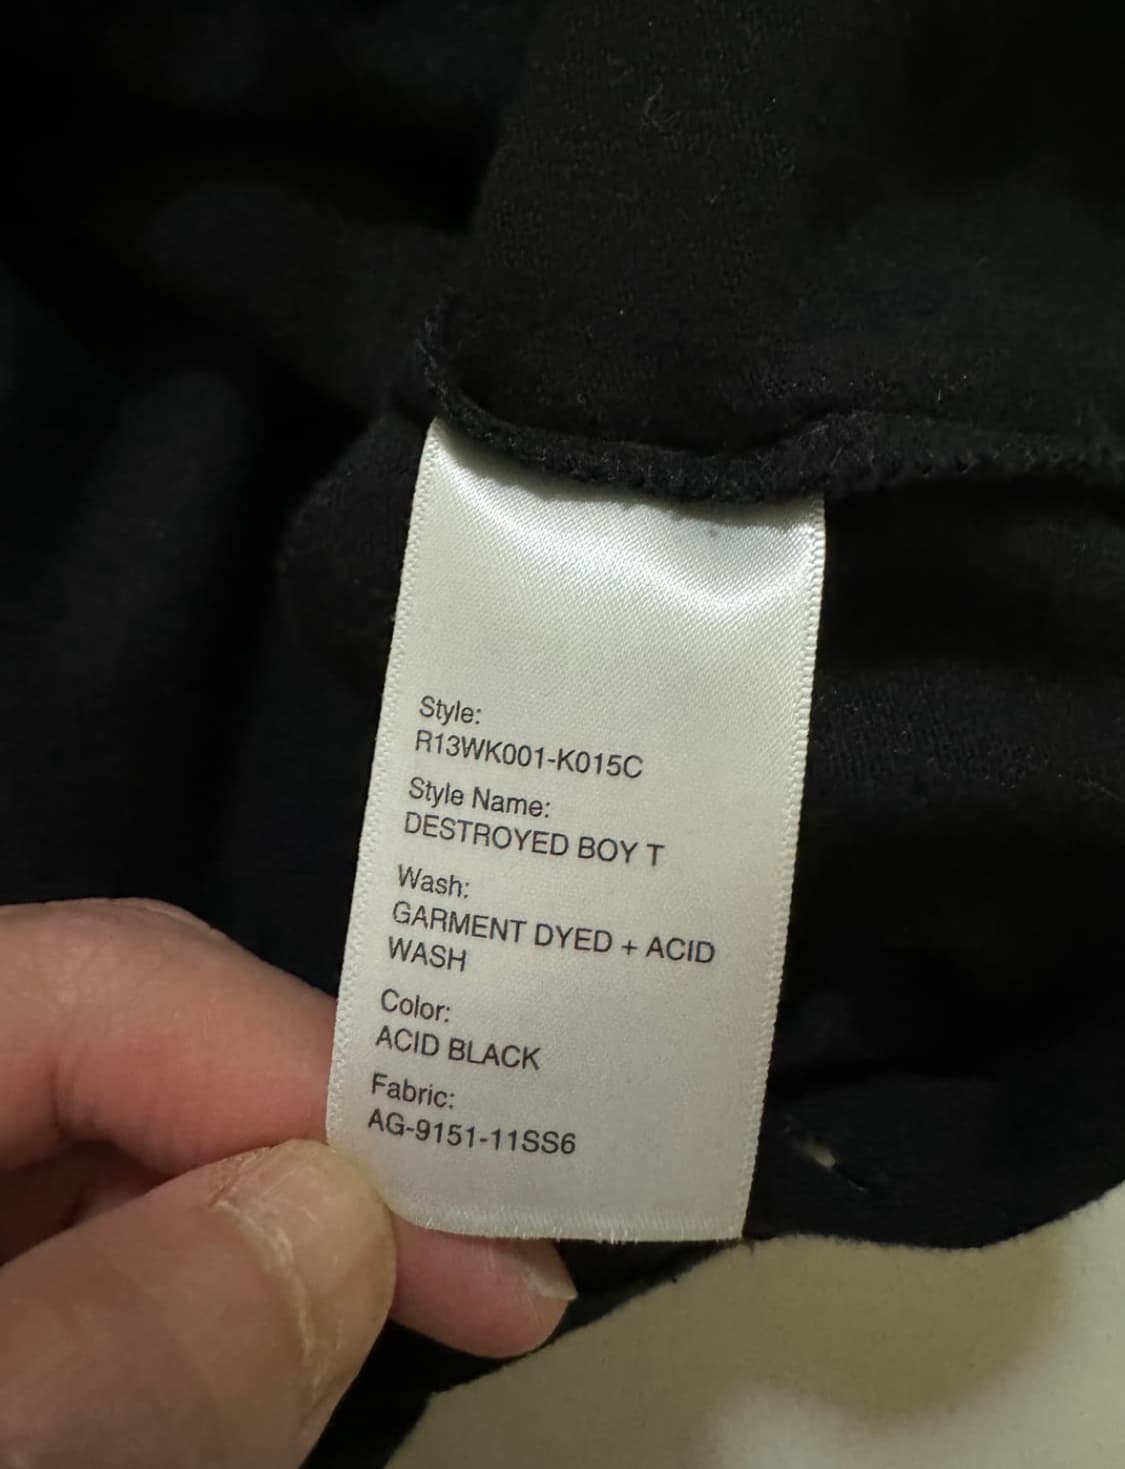 Style:
R13WK001-K015C
Style Name:
DESTROYED BOY T
Wash:
GARMENT DYED + ACID
WASH
Color:
ACID BLACK
Fabric:
AG-9151-11SS6